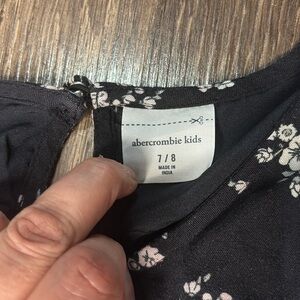 abercrombie kids
7 / 8
MADE IN
INDIA